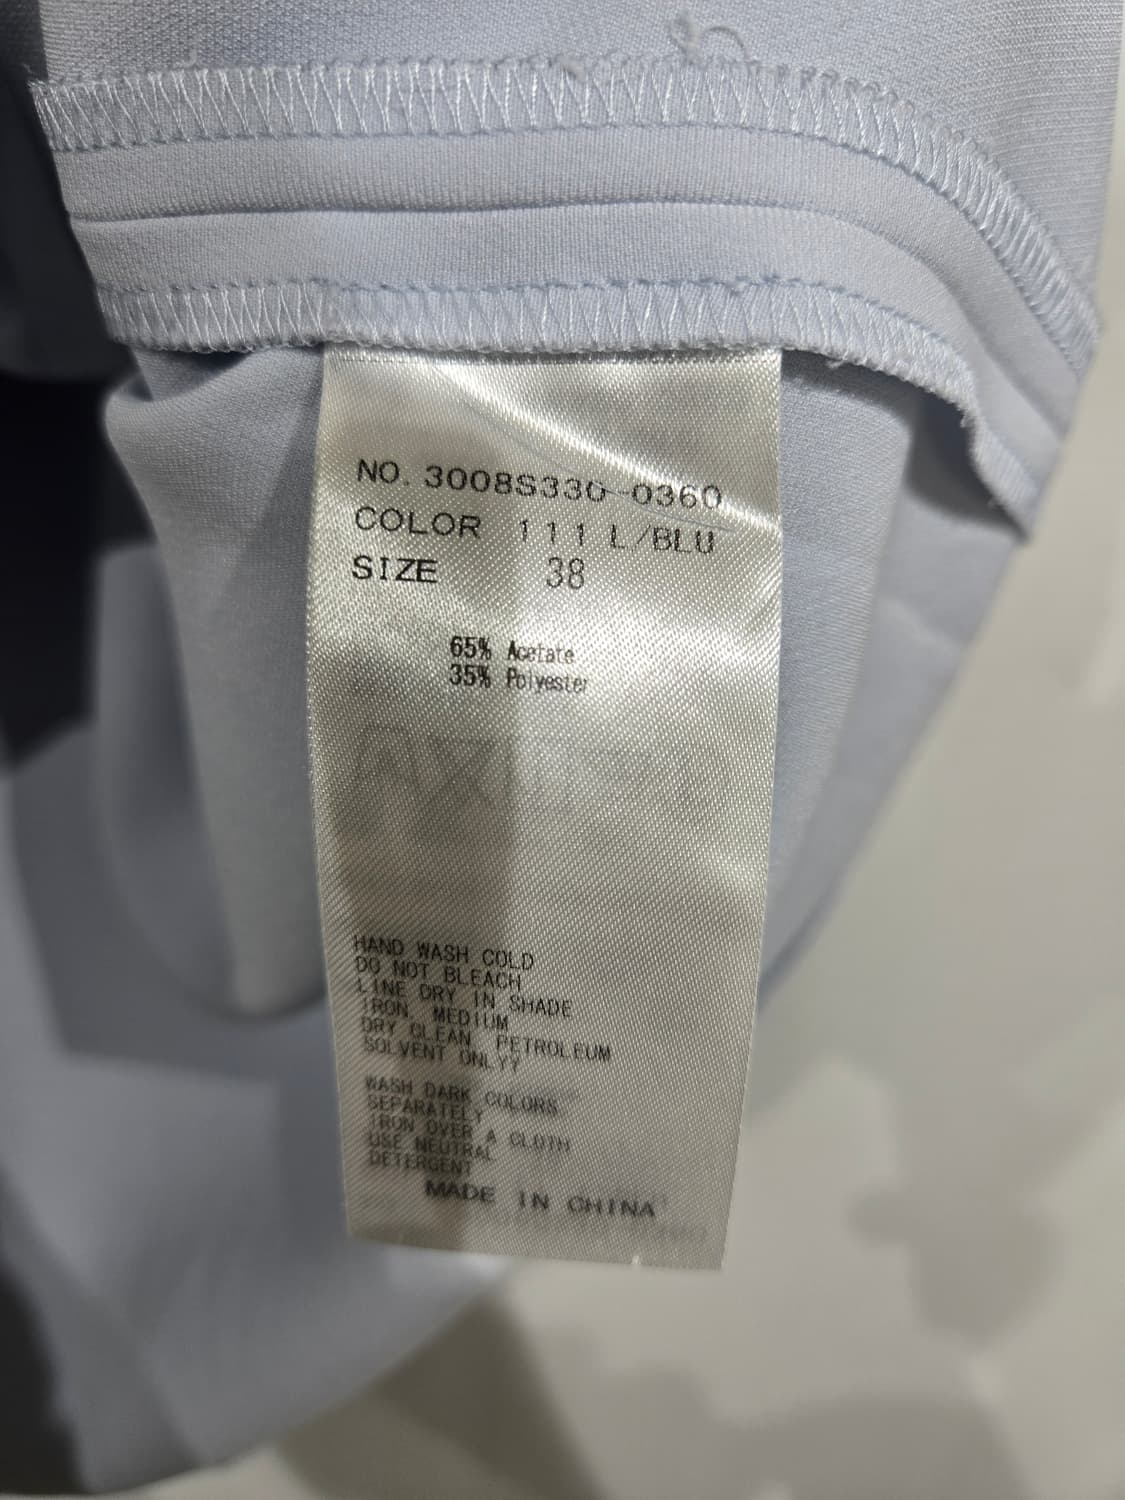 NO. 3008S330-0360
COLOR 111 L/BLU
SIZE 38
65% Acetate
35% Polyester
HAND WASH COLD
DO NOT BLEACH
LINE DRY IN SHADE
IRON, MEDIUM
DRY CLEAN, PETROLEUM
SOLVENT ONLYY
WASH DARK COLORS
SEPARATELY
IRON OVER A CLOTH
USE NEUTRAL
DETERGENT
MADE IN CHINA